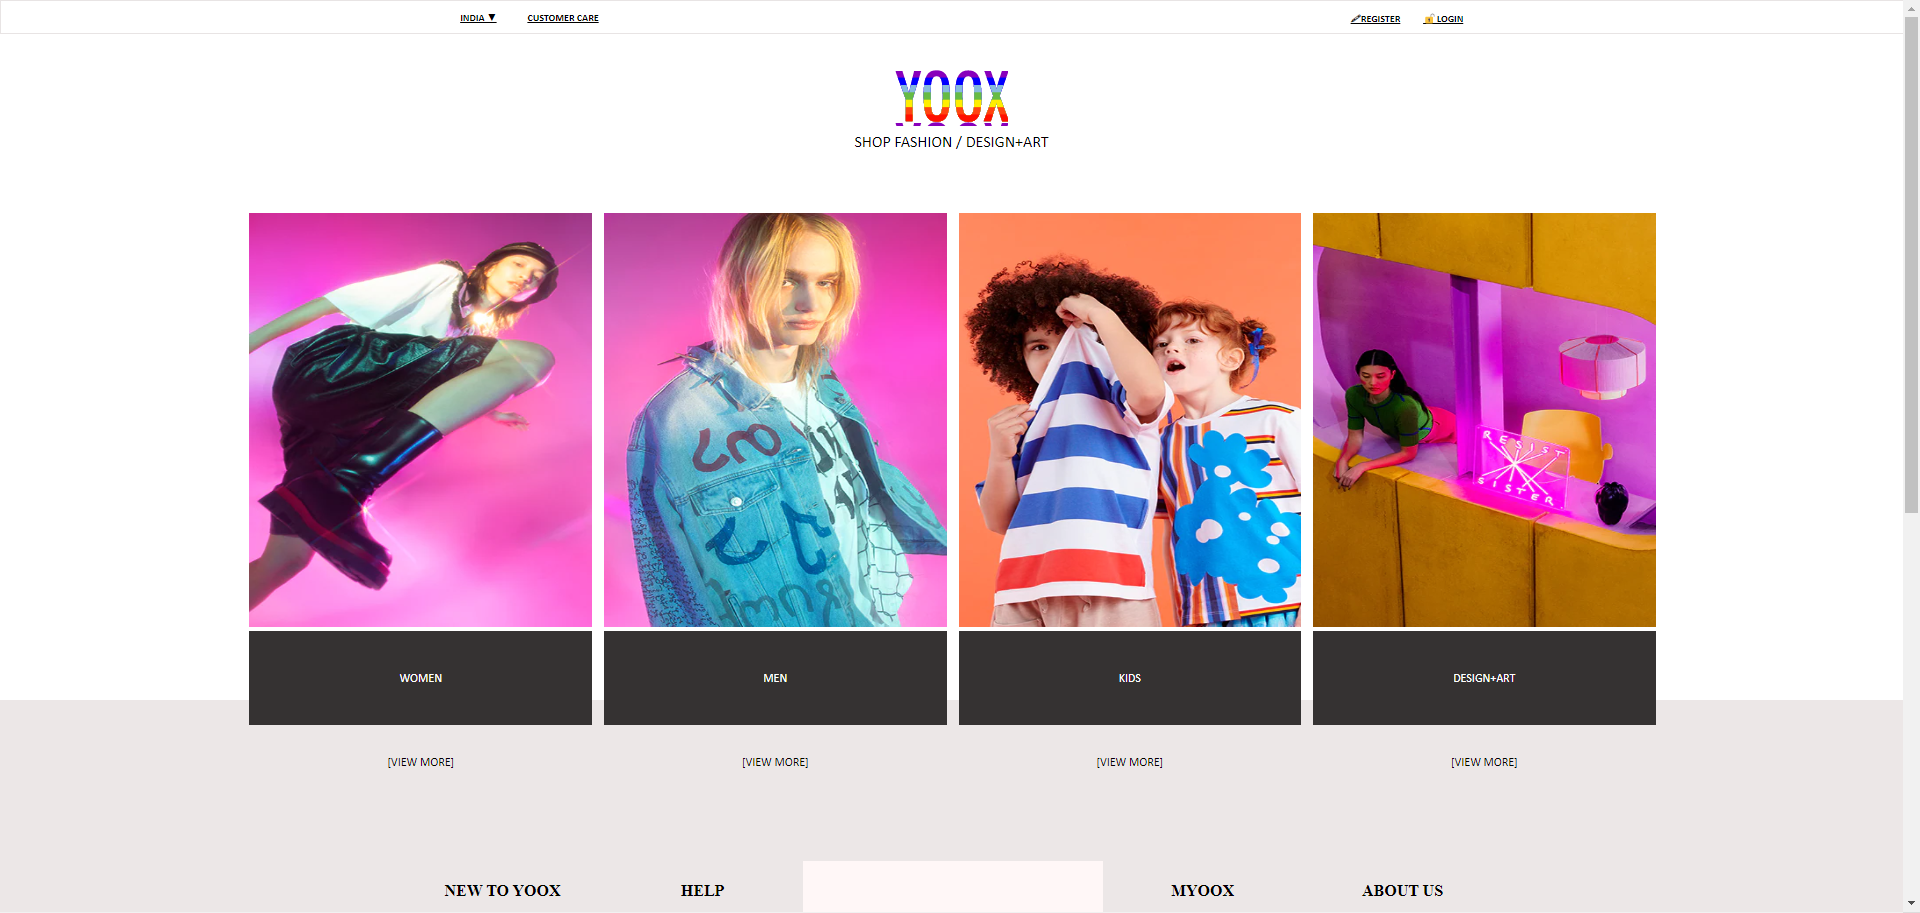 INDIA ▼ CUSTOMER CARE REGISTER LOGIN
YOOX
SHOP FASHION / DESIGN+ART
RESIST
SISTER
WOMEN MEN KIDS DESIGN+ART
[VIEW MORE] [VIEW MORE] [VIEW MORE] [VIEW MORE]
NEW TO YOOX HELP MYOOX ABOUT US